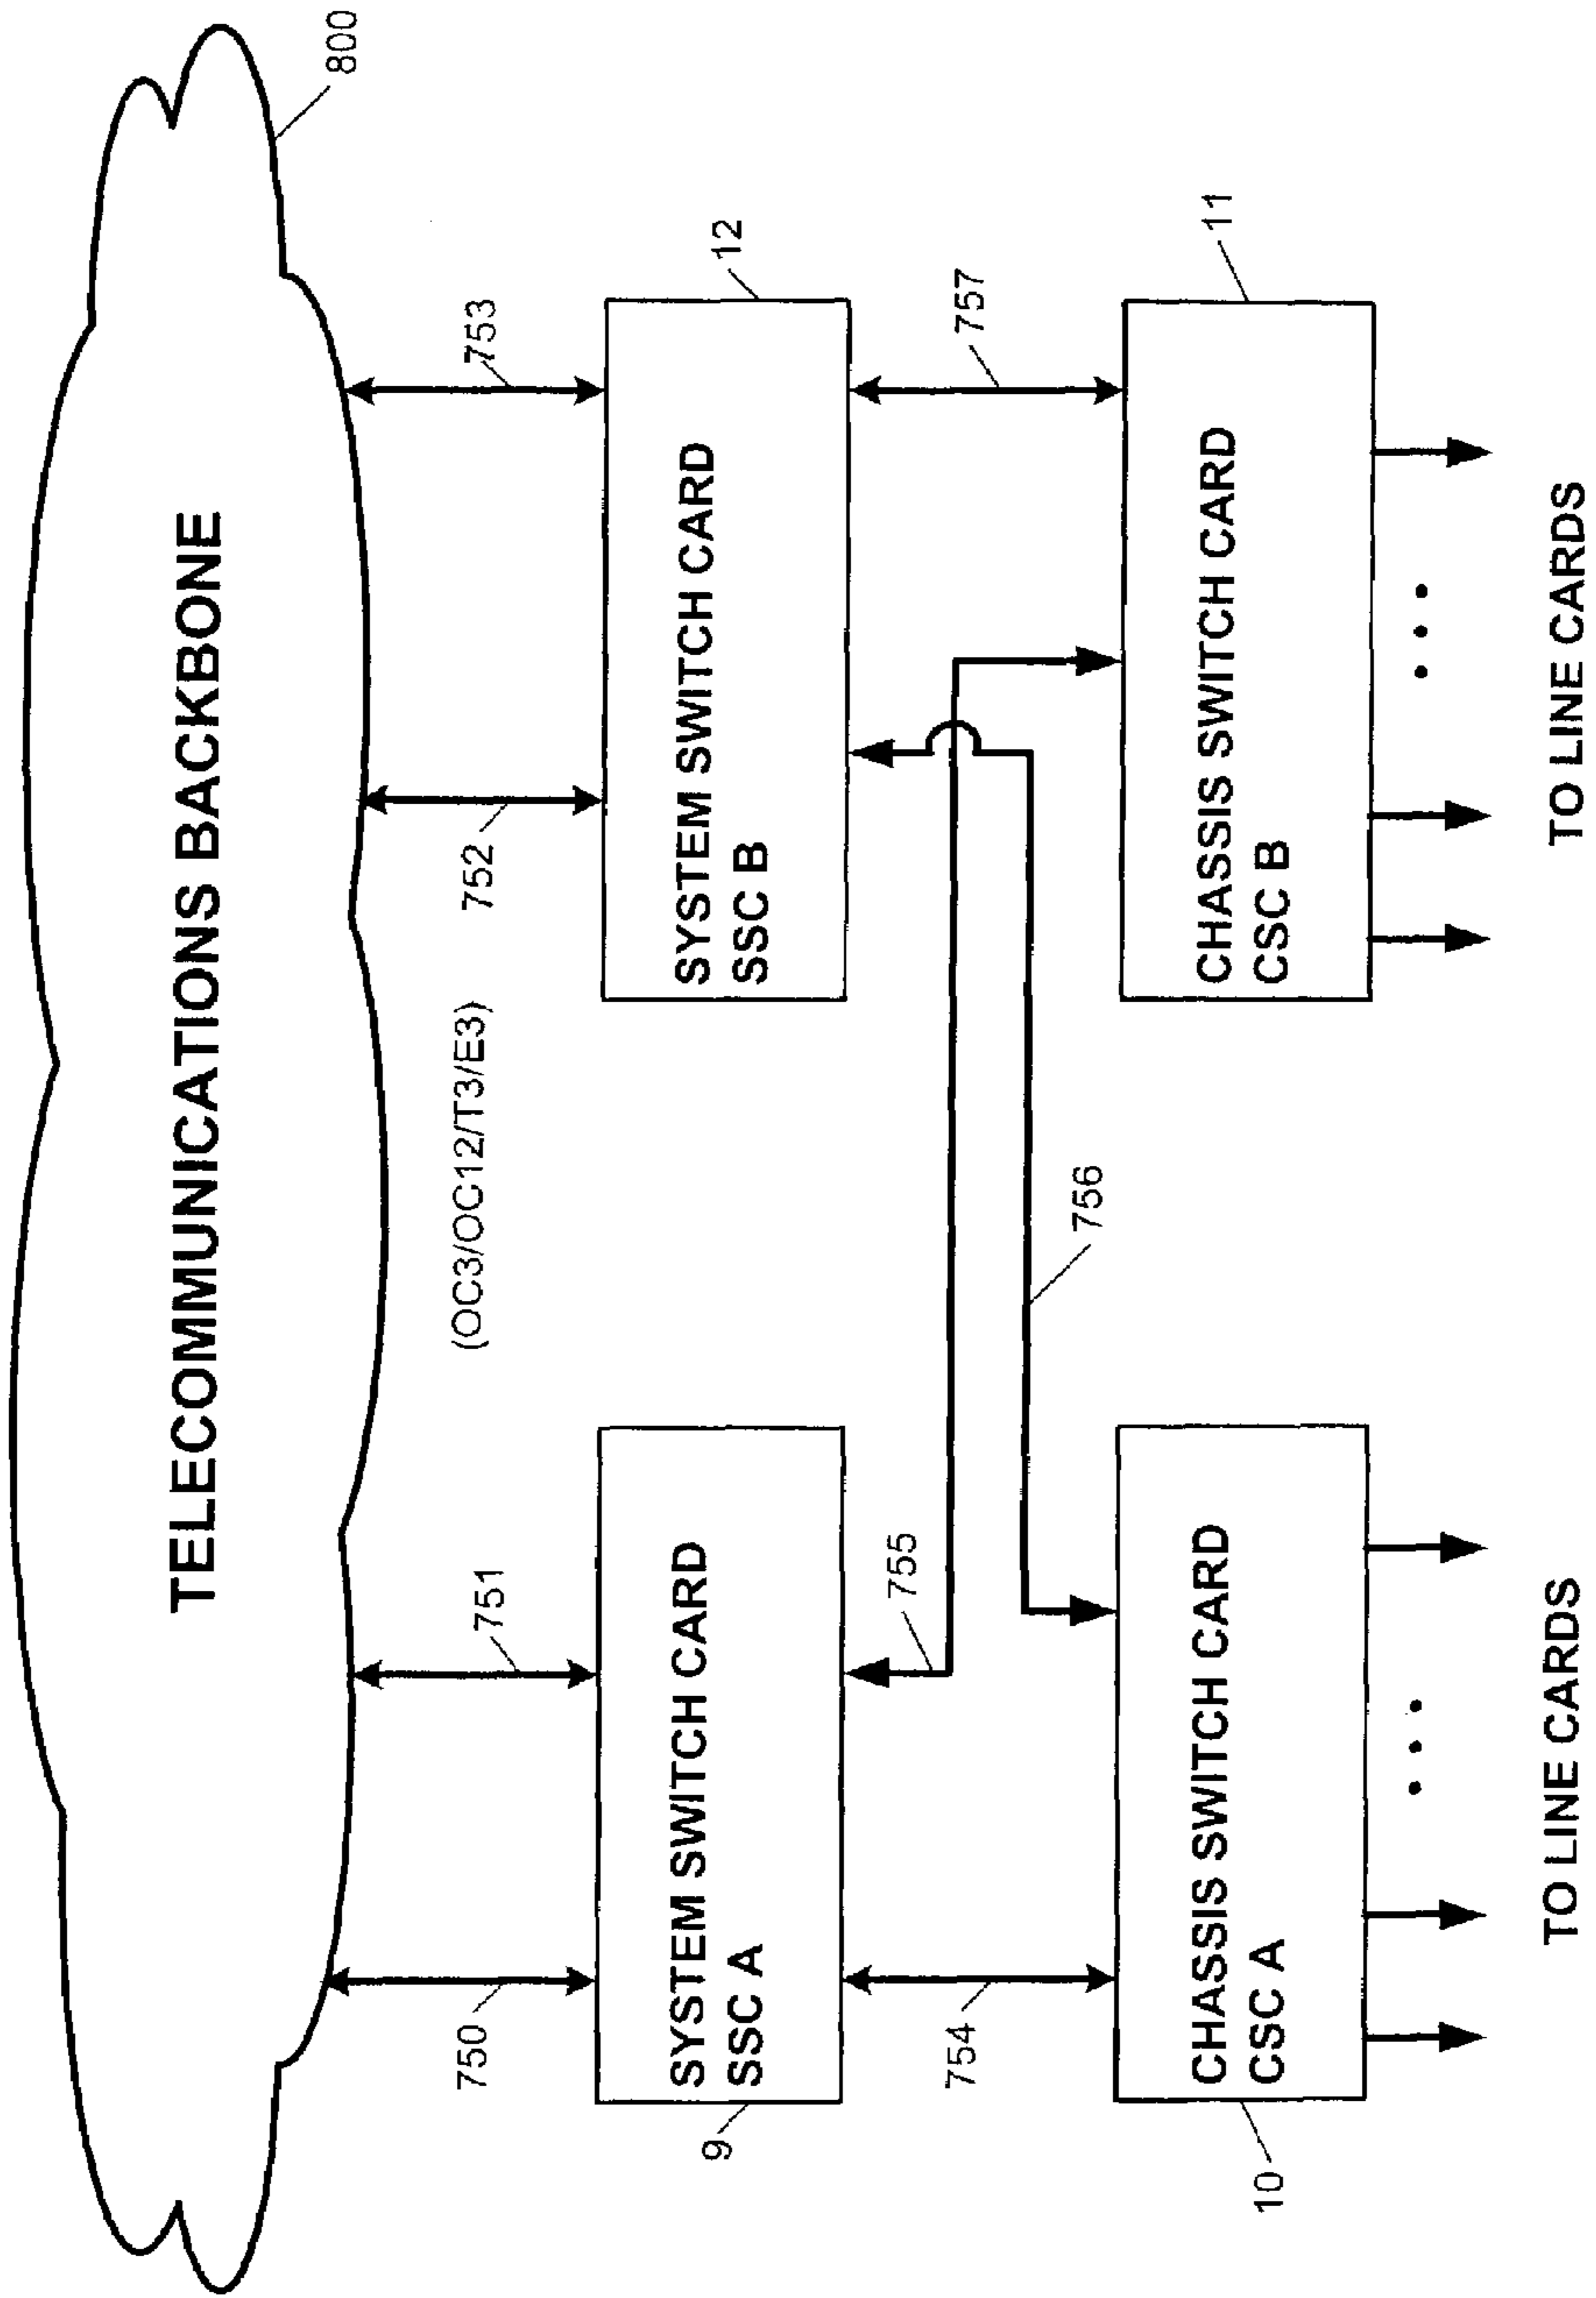 800
TELECOMMUNICATIONS BACKBONE
750
751
(OC3/OC12/T3/E3)
752
753
9
SYSTEM SWITCH CARD
SSC A
12
SYSTEM SWITCH CARD
SSC B
754
755
756
757
10
CHASSIS SWITCH CARD
CSC A
11
CHASSIS SWITCH CARD
CSC B
TO LINE CARDS
TO LINE CARDS